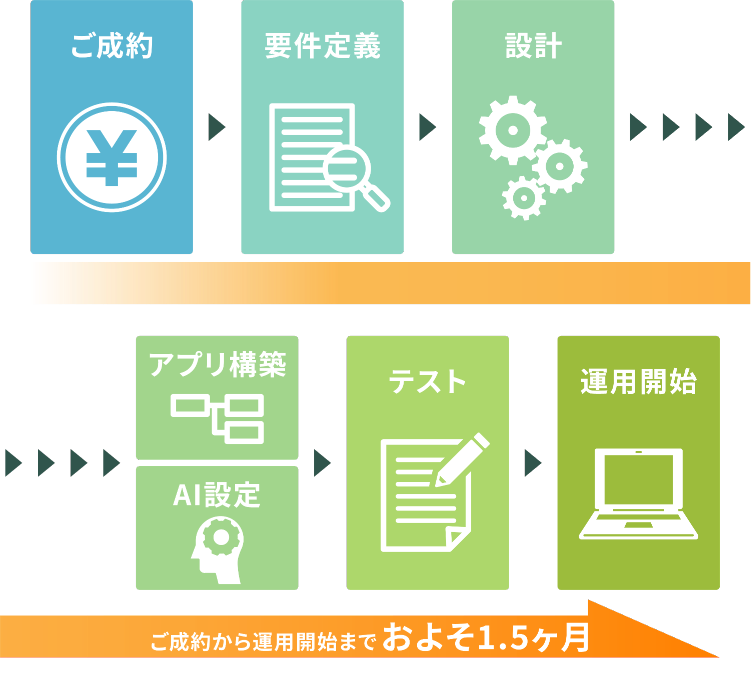 ご成約
要件定義
設計
アプリ構築
AI設定
テスト
運用開始
ご成約から運用開始まで およそ1.5ヶ月